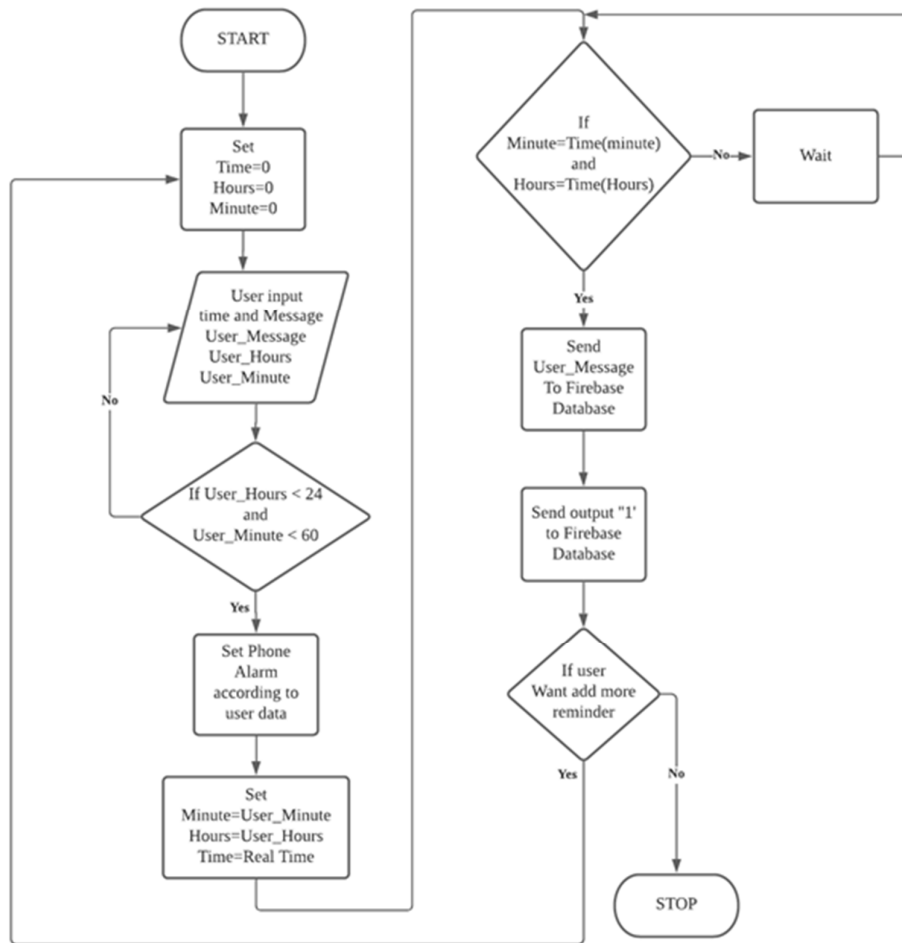 START
Set
Time=0
Hours=0
Minute=0
User input
time and Message
User_Message
User_Hours
User_Minute
No
If User_Hours < 24
and
User_Minute < 60
Yes
Set Phone
Alarm
according to
user data
Set
Minute=User_Minute
Hours=User_Hours
Time=Real Time
If
Minute=Time(minute)
and
Hours=Time(Hours)
No
Wait
Yes
Send
User_Message
To Firebase
Database
Send output "1'
to Firebase
Database
If user
Want add more
reminder
Yes
No
STOP